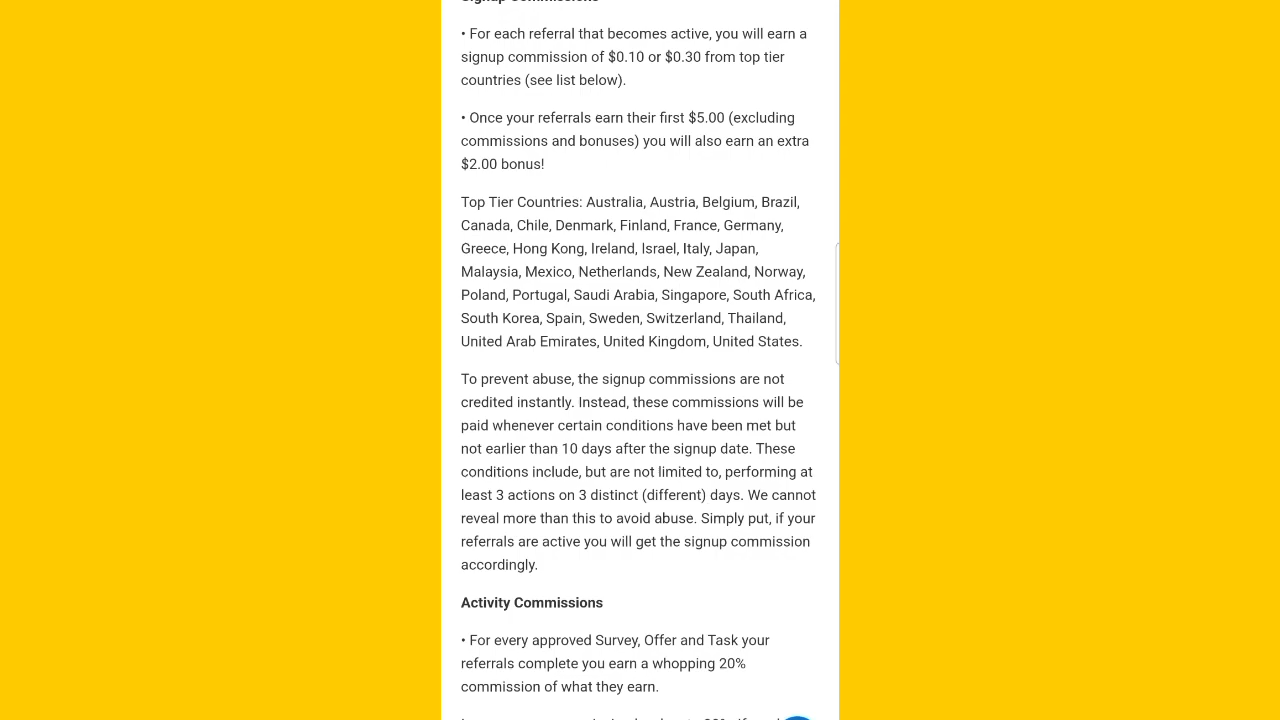 Signup Commissions
• For each referral that becomes active, you will earn a
signup commission of $0.10 or $0.30 from top tier
countries (see list below).
• Once your referrals earn their first $5.00 (excluding
commissions and bonuses) you will also earn an extra
$2.00 bonus!
Top Tier Countries: Australia, Austria, Belgium, Brazil,
Canada, Chile, Denmark, Finland, France, Germany,
Greece, Hong Kong, Ireland, Israel, Italy, Japan,
Malaysia, Mexico, Netherlands, New Zealand, Norway,
Poland, Portugal, Saudi Arabia, Singapore, South Africa,
South Korea, Spain, Sweden, Switzerland, Thailand,
United Arab Emirates, United Kingdom, United States.
To prevent abuse, the signup commissions are not
credited instantly. Instead, these commissions will be
paid whenever certain conditions have been met but
not earlier than 10 days after the signup date. These
conditions include, but are not limited to, performing at
least 3 actions on 3 distinct (different) days. We cannot
reveal more than this to avoid abuse. Simply put, if your
referrals are active you will get the signup commission
accordingly.
Activity Commissions
• For every approved Survey, Offer and Task your
referrals complete you earn a whopping 20%
commission of what they earn.